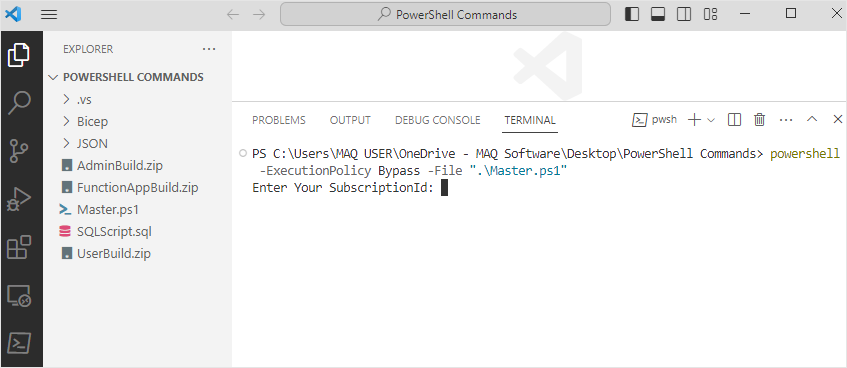 PowerShell Commands
EXPLORER ···
POWERSHELL COMMANDS
.vs
Bicep
JSON
AdminBuild.zip
FunctionAppBuild.zip
Master.ps1
SQLScript.sql
UserBuild.zip
PROBLEMS OUTPUT DEBUG CONSOLE TERMINAL pwsh ···
PS C:\Users\MAQ USER\OneDrive - MAQ Software\Desktop\PowerShell Commands> powershell
-ExecutionPolicy Bypass -File ".\Master.ps1"
Enter Your SubscriptionId: